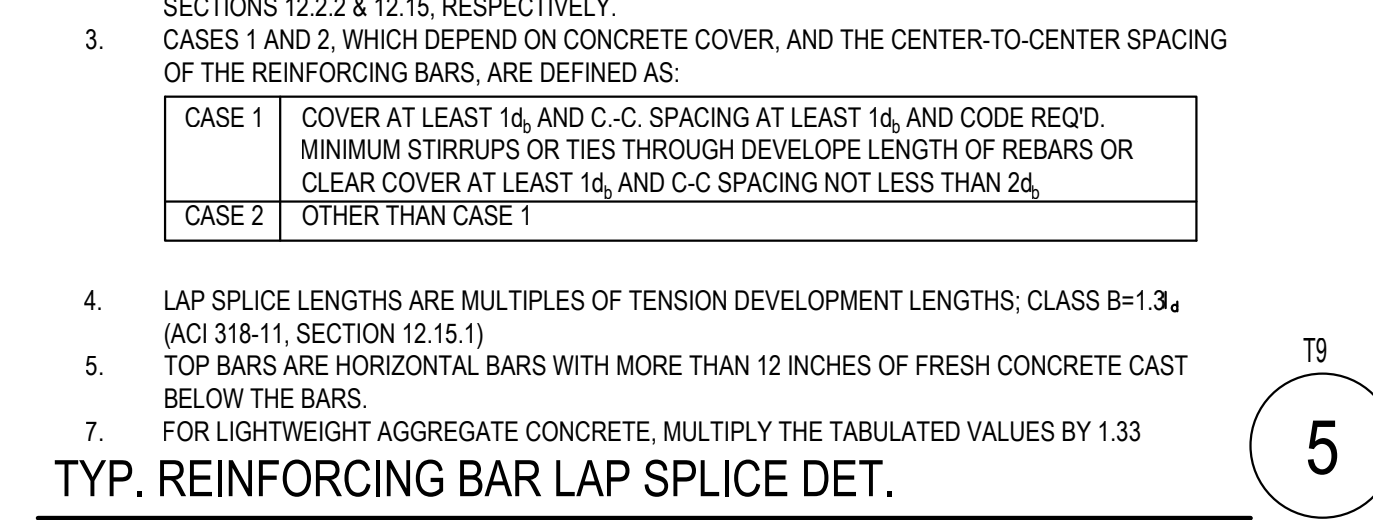 SECTIONS 12.2.2 & 12.15, RESPECTIVELY.
3. CASES 1 AND 2, WHICH DEPEND ON CONCRETE COVER, AND THE CENTER-TO-CENTER SPACING
OF THE REINFORCING BARS, ARE DEFINED AS:
CASE 1 COVER AT LEAST 1d_b AND C.-C. SPACING AT LEAST 1d_b AND CODE REQ'D.
MINIMUM STIRRUPS OR TIES THROUGH DEVELOPE LENGTH OF REBARS OR
CLEAR COVER AT LEAST 1d_b AND C-C SPACING NOT LESS THAN 2d_b
CASE 2 OTHER THAN CASE 1
4. LAP SPLICE LENGTHS ARE MULTIPLES OF TENSION DEVELOPMENT LENGTHS; CLASS B=1.3l_d
(ACI 318-11, SECTION 12.15.1)
5. TOP BARS ARE HORIZONTAL BARS WITH MORE THAN 12 INCHES OF FRESH CONCRETE CAST
BELOW THE BARS.
7. FOR LIGHTWEIGHT AGGREGATE CONCRETE, MULTIPLY THE TABULATED VALUES BY 1.33
TYP. REINFORCING BAR LAP SPLICE DET.
T9
5